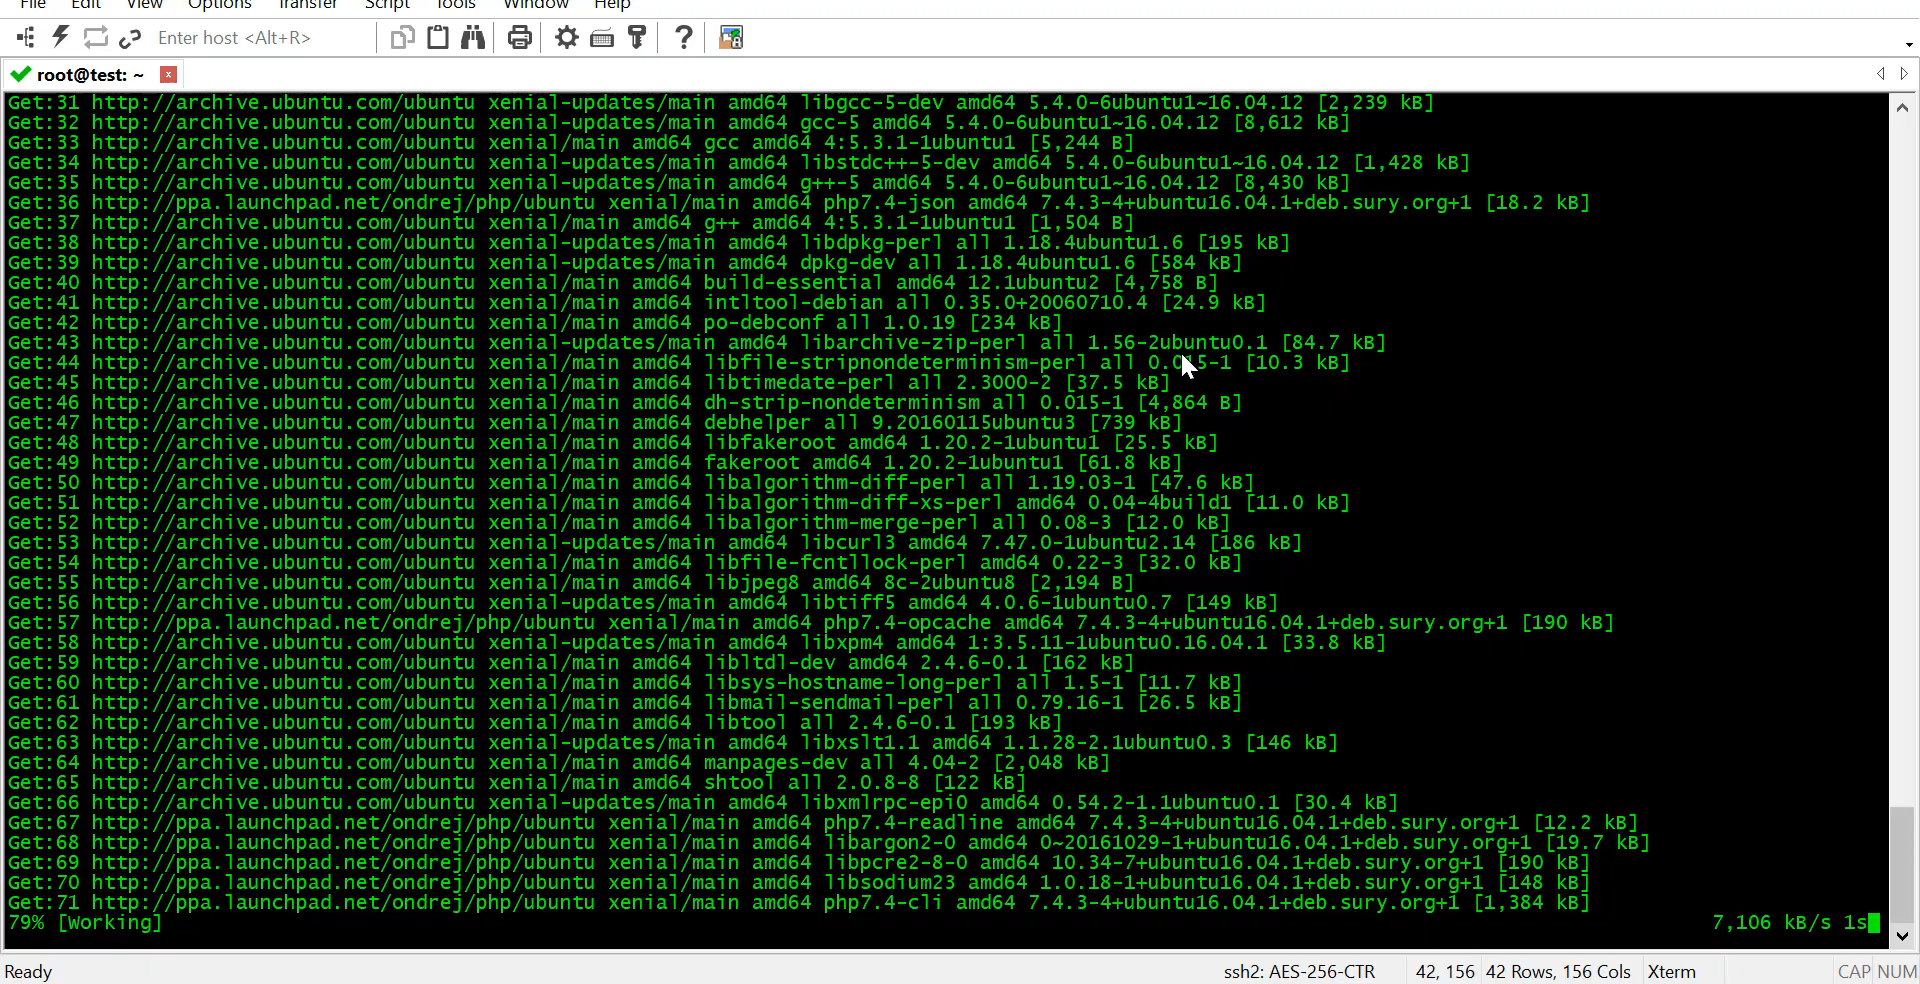 File Edit View Options Transfer Script Tools Window Help
Enter host <Alt+R>
root@test: ~
Get:31 http://archive.ubuntu.com/ubuntu xenial-updates/main amd64 libgcc-5-dev amd64 5.4.0-6ubuntu1~16.04.12 [2,239 kB]
Get:32 http://archive.ubuntu.com/ubuntu xenial-updates/main amd64 gcc-5 amd64 5.4.0-6ubuntu1~16.04.12 [8,612 kB]
Get:33 http://archive.ubuntu.com/ubuntu xenial/main amd64 gcc amd64 4:5.3.1-1ubuntu1 [5,244 B]
Get:34 http://archive.ubuntu.com/ubuntu xenial-updates/main amd64 libstdc++-5-dev amd64 5.4.0-6ubuntu1~16.04.12 [1,428 kB]
Get:35 http://archive.ubuntu.com/ubuntu xenial-updates/main amd64 g++-5 amd64 5.4.0-6ubuntu1~16.04.12 [8,430 kB]
Get:36 http://ppa.launchpad.net/ondrej/php/ubuntu xenial/main amd64 php7.4-json amd64 7.4.3-4+ubuntu16.04.1+deb.sury.org+1 [18.2 kB]
Get:37 http://archive.ubuntu.com/ubuntu xenial/main amd64 g++ amd64 4:5.3.1-1ubuntu1 [1,504 B]
Get:38 http://archive.ubuntu.com/ubuntu xenial-updates/main amd64 libdpkg-perl all 1.18.4ubuntu1.6 [195 kB]
Get:39 http://archive.ubuntu.com/ubuntu xenial-updates/main amd64 dpkg-dev all 1.18.4ubuntu1.6 [584 kB]
Get:40 http://archive.ubuntu.com/ubuntu xenial/main amd64 build-essential amd64 12.1ubuntu2 [4,758 B]
Get:41 http://archive.ubuntu.com/ubuntu xenial/main amd64 intltool-debian all 0.35.0+20060710.4 [24.9 kB]
Get:42 http://archive.ubuntu.com/ubuntu xenial/main amd64 po-debconf all 1.0.19 [234 kB]
Get:43 http://archive.ubuntu.com/ubuntu xenial-updates/main amd64 libarchive-zip-perl all 1.56-2ubuntu0.1 [84.7 kB]
Get:44 http://archive.ubuntu.com/ubuntu xenial/main amd64 libfile-stripnondeterminism-perl all 0.015-1 [10.3 kB]
Get:45 http://archive.ubuntu.com/ubuntu xenial/main amd64 libtimedate-perl all 2.3000-2 [37.5 kB]
Get:46 http://archive.ubuntu.com/ubuntu xenial/main amd64 dh-strip-nondeterminism all 0.015-1 [4,864 B]
Get:47 http://archive.ubuntu.com/ubuntu xenial/main amd64 debhelper all 9.20160115ubuntu3 [739 kB]
Get:48 http://archive.ubuntu.com/ubuntu xenial/main amd64 libfakeroot amd64 1.20.2-1ubuntu1 [25.5 kB]
Get:49 http://archive.ubuntu.com/ubuntu xenial/main amd64 fakeroot amd64 1.20.2-1ubuntu1 [61.8 kB]
Get:50 http://archive.ubuntu.com/ubuntu xenial/main amd64 libalgorithm-diff-perl all 1.19.03-1 [47.6 kB]
Get:51 http://archive.ubuntu.com/ubuntu xenial/main amd64 libalgorithm-diff-xs-perl amd64 0.04-4build1 [11.0 kB]
Get:52 http://archive.ubuntu.com/ubuntu xenial/main amd64 libalgorithm-merge-perl all 0.08-3 [12.0 kB]
Get:53 http://archive.ubuntu.com/ubuntu xenial-updates/main amd64 libcurl3 amd64 7.47.0-1ubuntu2.14 [186 kB]
Get:54 http://archive.ubuntu.com/ubuntu xenial/main amd64 libfile-fcntllock-perl amd64 0.22-3 [32.0 kB]
Get:55 http://archive.ubuntu.com/ubuntu xenial/main amd64 libjpeg8 amd64 8c-2ubuntu8 [2,194 B]
Get:56 http://archive.ubuntu.com/ubuntu xenial-updates/main amd64 libtiff5 amd64 4.0.6-1ubuntu0.7 [149 kB]
Get:57 http://ppa.launchpad.net/ondrej/php/ubuntu xenial/main amd64 php7.4-opcache amd64 7.4.3-4+ubuntu16.04.1+deb.sury.org+1 [190 kB]
Get:58 http://archive.ubuntu.com/ubuntu xenial-updates/main amd64 libxpm4 amd64 1:3.5.11-1ubuntu0.16.04.1 [33.8 kB]
Get:59 http://archive.ubuntu.com/ubuntu xenial/main amd64 libltdl-dev amd64 2.4.6-0.1 [162 kB]
Get:60 http://archive.ubuntu.com/ubuntu xenial/main amd64 libsys-hostname-long-perl all 1.5-1 [11.7 kB]
Get:61 http://archive.ubuntu.com/ubuntu xenial/main amd64 libmail-sendmail-perl all 0.79.16-1 [26.5 kB]
Get:62 http://archive.ubuntu.com/ubuntu xenial/main amd64 libtool all 2.4.6-0.1 [193 kB]
Get:63 http://archive.ubuntu.com/ubuntu xenial-updates/main amd64 libxslt1.1 amd64 1.1.28-2.1ubuntu0.3 [146 kB]
Get:64 http://archive.ubuntu.com/ubuntu xenial/main amd64 manpages-dev all 4.04-2 [2,048 kB]
Get:65 http://archive.ubuntu.com/ubuntu xenial/main amd64 shtool all 2.0.8-8 [122 kB]
Get:66 http://archive.ubuntu.com/ubuntu xenial-updates/main amd64 libxmlrpc-epi0 amd64 0.54.2-1.1ubuntu0.1 [30.4 kB]
Get:67 http://ppa.launchpad.net/ondrej/php/ubuntu xenial/main amd64 php7.4-readline amd64 7.4.3-4+ubuntu16.04.1+deb.sury.org+1 [12.2 kB]
Get:68 http://ppa.launchpad.net/ondrej/php/ubuntu xenial/main amd64 libargon2-0 amd64 0~20161029-1+ubuntu16.04.1+deb.sury.org+1 [19.7 kB]
Get:69 http://ppa.launchpad.net/ondrej/php/ubuntu xenial/main amd64 libpcre2-8-0 amd64 10.34-7+ubuntu16.04.1+deb.sury.org+1 [190 kB]
Get:70 http://ppa.launchpad.net/ondrej/php/ubuntu xenial/main amd64 libsodium23 amd64 1.0.18-1+ubuntu16.04.1+deb.sury.org+1 [148 kB]
Get:71 http://ppa.launchpad.net/ondrej/php/ubuntu xenial/main amd64 php7.4-cli amd64 7.4.3-4+ubuntu16.04.1+deb.sury.org+1 [1,384 kB]
79% [Working] 7,106 kB/s 1s
Ready ssh2: AES-256-CTR 42, 156 42 Rows, 156 Cols Xterm CAP NUM